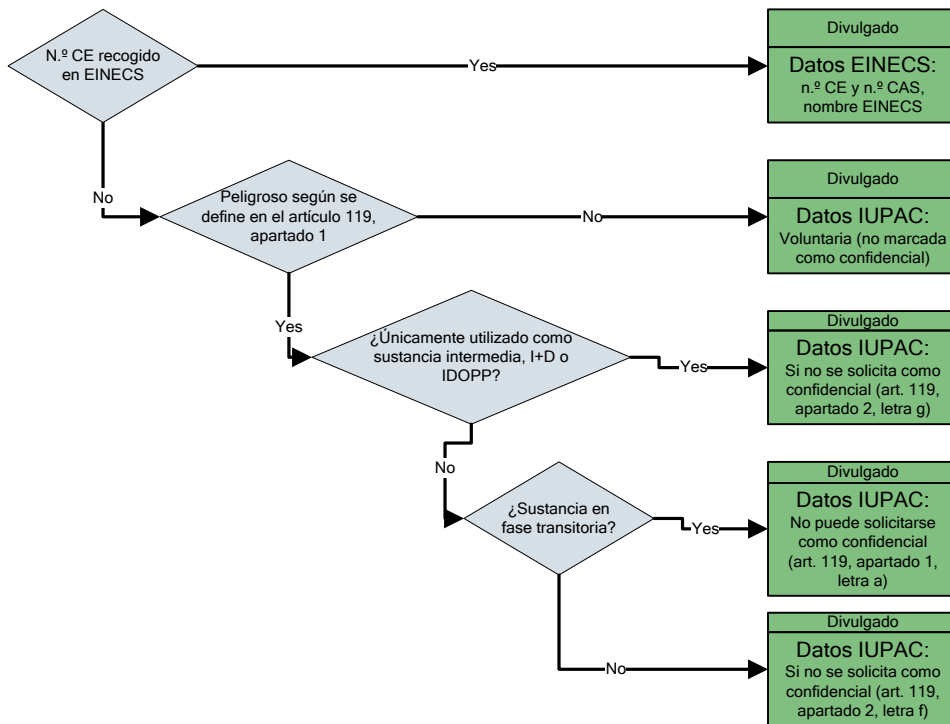 N.º CE recogido
en EINECS
Yes
Divulgado
Datos EINECS:
n.º CE y n.º CAS,
nombre EINECS
No
Peligroso según se
define en el artículo 119,
apartado 1
No
Divulgado
Datos IUPAC:
Voluntaria (no marcada
como confidencial)
Yes
¿Únicamente utilizado como
sustancia intermedia, I+D o
IDOPP?
Yes
Divulgado
Datos IUPAC:
Si no se solicita como
confidencial (art. 119,
apartado 2, letra g)
No
¿Sustancia en
fase transitoria?
Yes
Divulgado
Datos IUPAC:
No puede solicitarse
como confidencial
(art. 119, apartado 1,
letra a)
No
Divulgado
Datos IUPAC:
Si no se solicita como
confidencial (art. 119,
apartado 2, letra f)